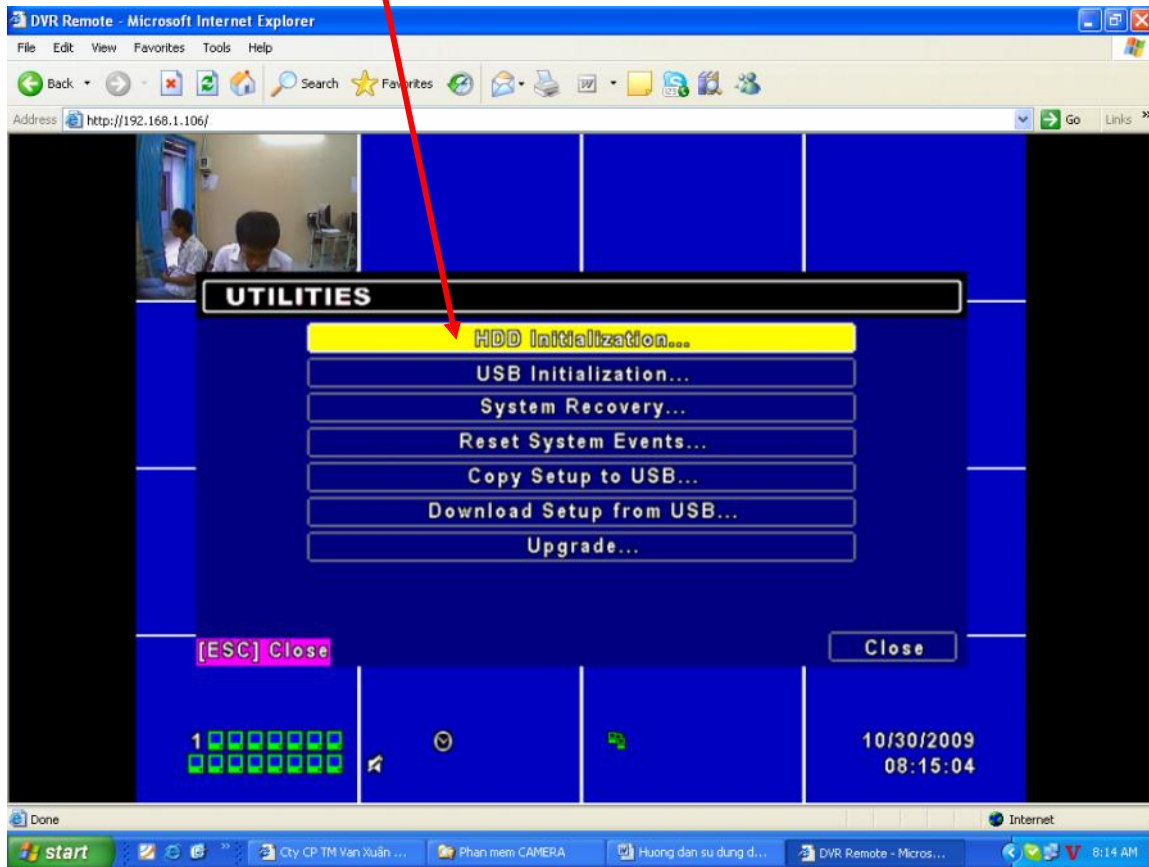 DVR Remote - Microsoft Internet Explorer
File Edit View Favorites Tools Help
Back Search Favorites
Address http://192.168.1.106/ Go Links »
UTILITIES
HDD Initialization...
USB Initialization...
System Recovery...
Reset System Events...
Copy Setup to USB...
Download Setup from USB...
Upgrade...
[ESC] Close Close
1
10/30/2009
08:15:04
Done Internet
start » Cty CP TM Van Xuân ... Phan mem CAMERA Huong dan su dung d... DVR Remote - Micros... V 8:14 AM